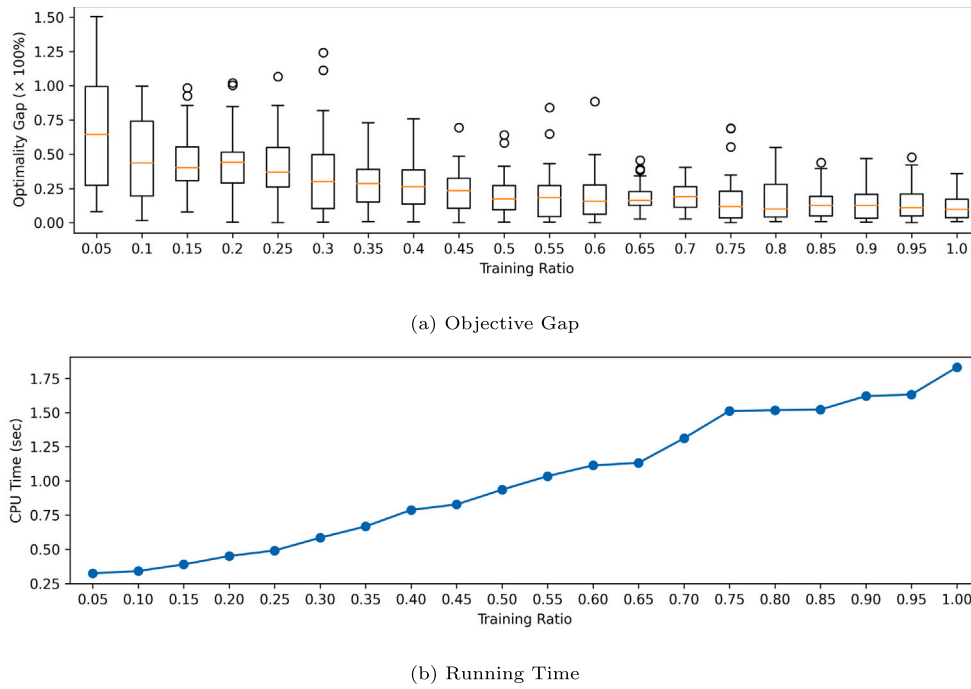 1.50
1.25
1.00
0.75
0.50
0.25
0.00
Optimality Gap (× 100%)
0.05 0.1 0.15 0.2 0.25 0.3 0.35 0.4 0.45 0.5 0.55 0.6 0.65 0.7 0.75 0.8 0.85 0.9 0.95 1.0
Training Ratio
(a) Objective Gap
1.75
1.50
1.25
1.00
0.75
0.50
0.25
CPU Time (sec)
0.05 0.10 0.15 0.20 0.25 0.30 0.35 0.40 0.45 0.50 0.55 0.60 0.65 0.70 0.75 0.80 0.85 0.90 0.95 1.00
Training Ratio
(b) Running Time